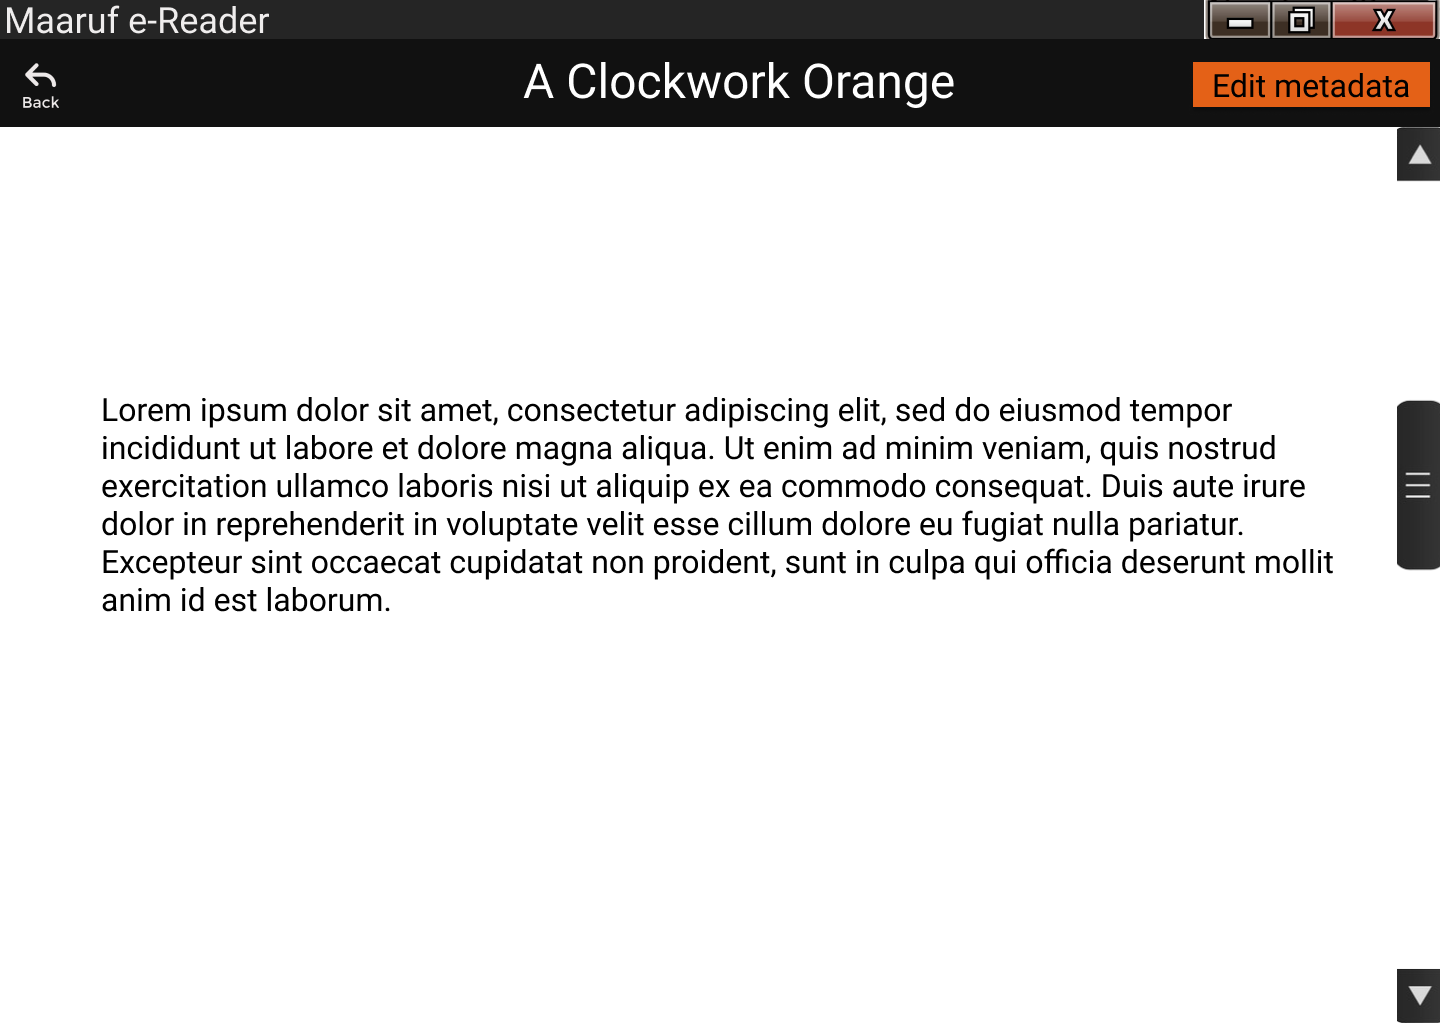 Maaruf e-Reader
X
Back
A Clockwork Orange
Edit metadata
Lorem ipsum dolor sit amet, consectetur adipiscing elit, sed do eiusmod tempor
incididunt ut labore et dolore magna aliqua. Ut enim ad minim veniam, quis nostrud
exercitation ullamco laboris nisi ut aliquip ex ea commodo consequat. Duis aute irure
dolor in reprehenderit in voluptate velit esse cillum dolore eu fugiat nulla pariatur.
Excepteur sint occaecat cupidatat non proident, sunt in culpa qui officia deserunt mollit
anim id est laborum.